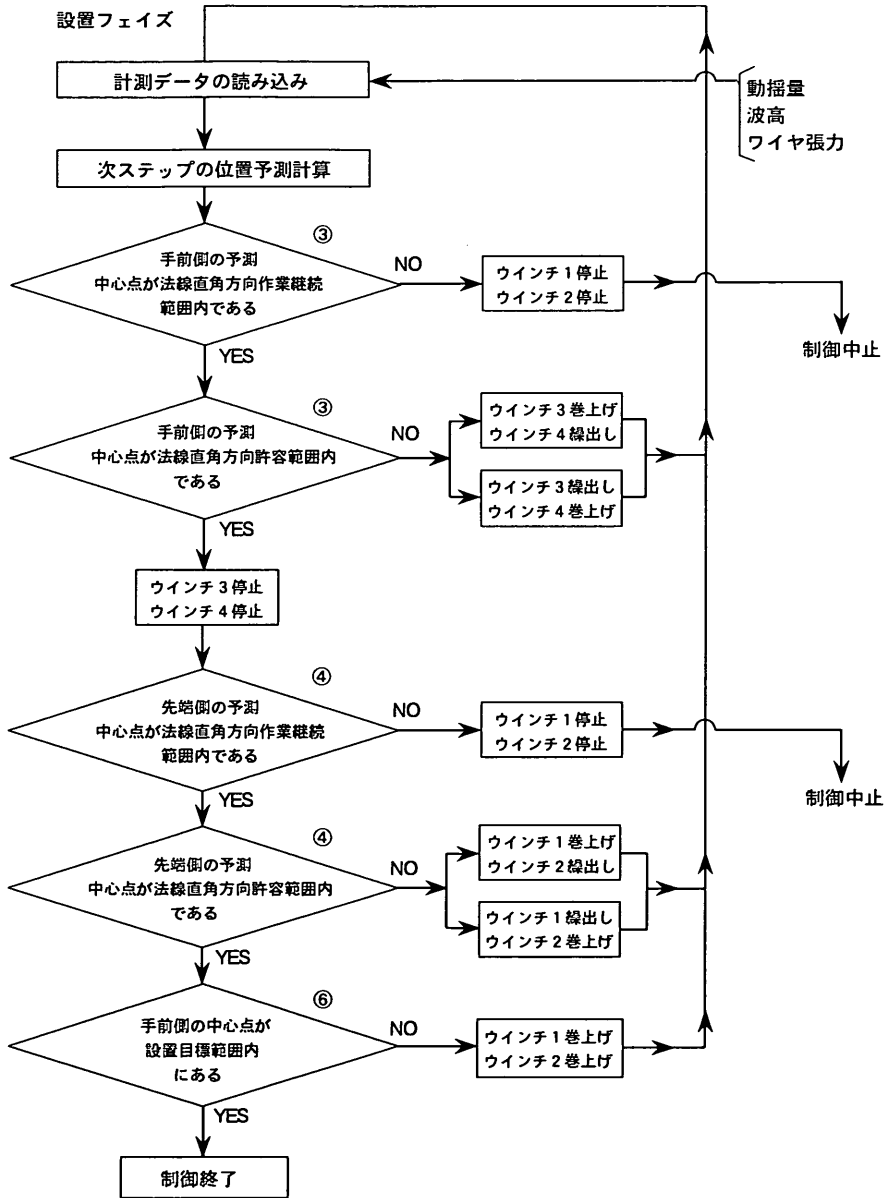 設置フェイズ
計測データの読み込み
動揺量
波高
ワイヤ張力
次ステップの位置予測計算
③
手前側の予測
中心点が法線直角方向作業継続
範囲内である
NO
ウインチ1停止
ウインチ2停止
制御中止
YES
③
手前側の予測
中心点が法線直角方向許容範囲内
である
NO
ウインチ3巻上げ
ウインチ4繰出し
ウインチ3繰出し
ウインチ4巻上げ
YES
ウインチ3停止
ウインチ4停止
④
先端側の予測
中心点が法線直角方向作業継続
範囲内である
NO
ウインチ1停止
ウインチ2停止
制御中止
YES
④
先端側の予測
中心点が法線直角方向許容範囲内
である
NO
ウインチ1巻上げ
ウインチ2繰出し
ウインチ1繰出し
ウインチ2巻上げ
YES
⑥
手前側の中心点が
設置目標範囲内
にある
NO
ウインチ1巻上げ
ウインチ2巻上げ
YES
制御終了